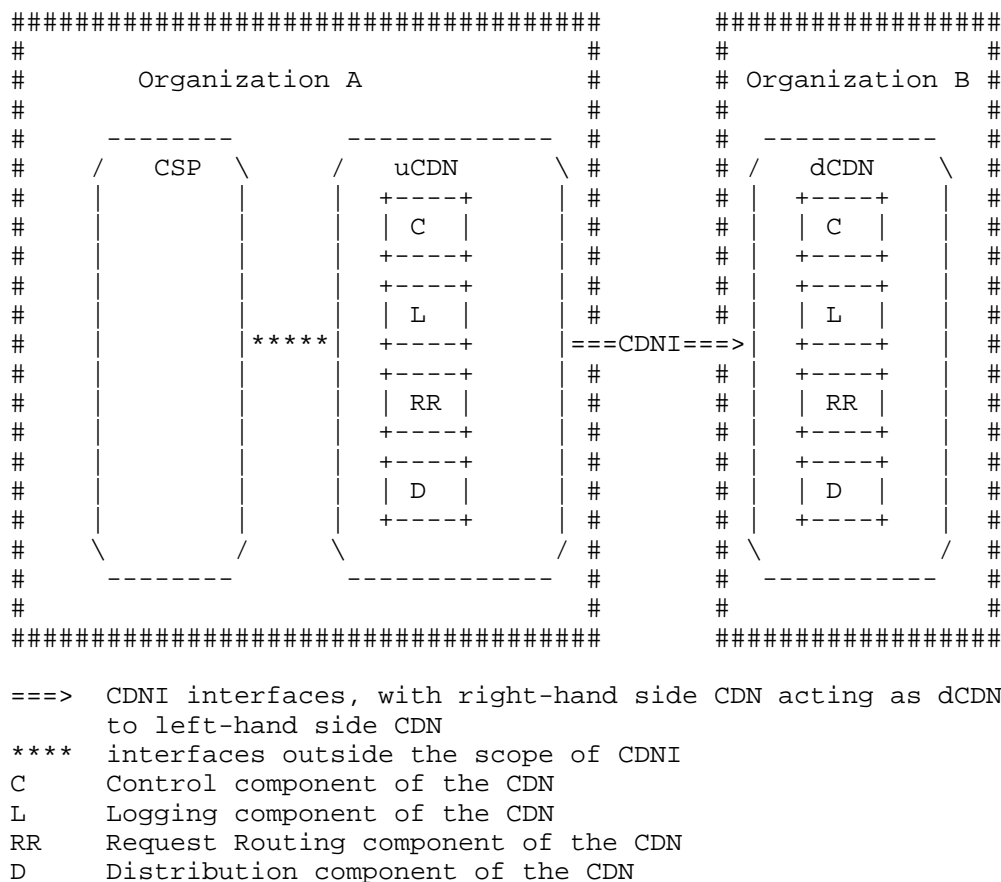 #####################################     ##################
#                                   #     #                #
#       Organization A              #     # Organization B #
#                                   #     #                #
#     --------       -------------  #     #  -----------   #
#    /   CSP  \     /   uCDN      \ #     # /   dCDN    \  #
#    |        |     |  +----+     | #     # |  +----+   |  #
#    |        |     |  | C  |     | #     # |  | C  |   |  #
#    |        |     |  +----+     | #     # |  +----+   |  #
#    |        |     |  +----+     | #     # |  +----+   |  #
#    |        |     |  | L  |     | #     # |  | L  |   |  #
#    |        |*****|  +----+     |===CDNI===>|  +----+   |  #
#    |        |     |  +----+     | #     # |  +----+   |  #
#    |        |     |  | RR |     | #     # |  | RR |   |  #
#    |        |     |  +----+     | #     # |  +----+   |  #
#    |        |     |  +----+     | #     # |  +----+   |  #
#    |        |     |  | D  |     | #     # |  | D  |   |  #
#    |        |     |  +----+     | #     # |  +----+   |  #
#    \        /     \             / #     # \           /  #
#     --------       -------------  #     #  -----------   #
#                                   #     #                #
#####################################     ##################
===>  CDNI interfaces, with right-hand side CDN acting as dCDN
      to left-hand side CDN
****  interfaces outside the scope of CDNI
C     Control component of the CDN
L     Logging component of the CDN
RR    Request Routing component of the CDN
D     Distribution component of the CDN